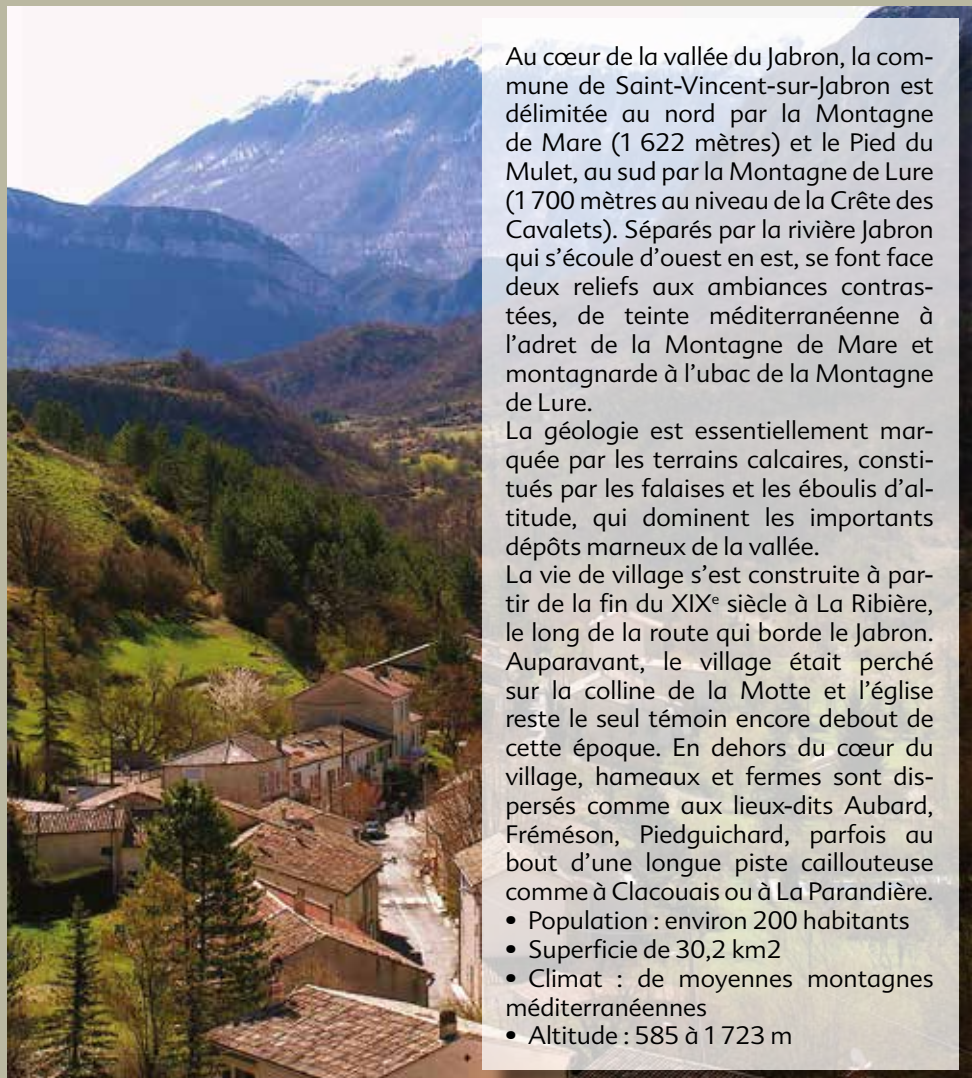 Au cœur de la vallée du Jabron, la com-
mune de Saint-Vincent-sur-Jabron est
délimitée au nord par la Montagne
de Mare (1 622 mètres) et le Pied du
Mulet, au sud par la Montagne de Lure
(1 700 mètres au niveau de la Crête des
Cavalets). Séparés par la rivière Jabron
qui s’écoule d’ouest en est, se font face
deux reliefs aux ambiances contras-
tées, de teinte méditerranéenne à
l’adret de la Montagne de Mare et
montagnarde à l’ubac de la Montagne
de Lure.
La géologie est essentiellement mar-
quée par les terrains calcaires, consti-
tués par les falaises et les éboulis d’al-
titude, qui dominent les importants
dépôts marneux de la vallée.
La vie de village s’est construite à par-
tir de la fin du XIXe siècle à La Ribière,
le long de la route qui borde le Jabron.
Auparavant, le village était perché
sur la colline de la Motte et l’église
reste le seul témoin encore debout de
cette époque. En dehors du cœur du
village, hameaux et fermes sont dis-
persés comme aux lieux-dits Aubard,
Fréméson, Piedguichard, parfois au
bout d’une longue piste caillouteuse
comme à Clacouais ou à La Parandière.
• Population : environ 200 habitants
• Superficie de 30,2 km2
• Climat : de moyennes montagnes
méditerranéennes
• Altitude : 585 à 1 723 m